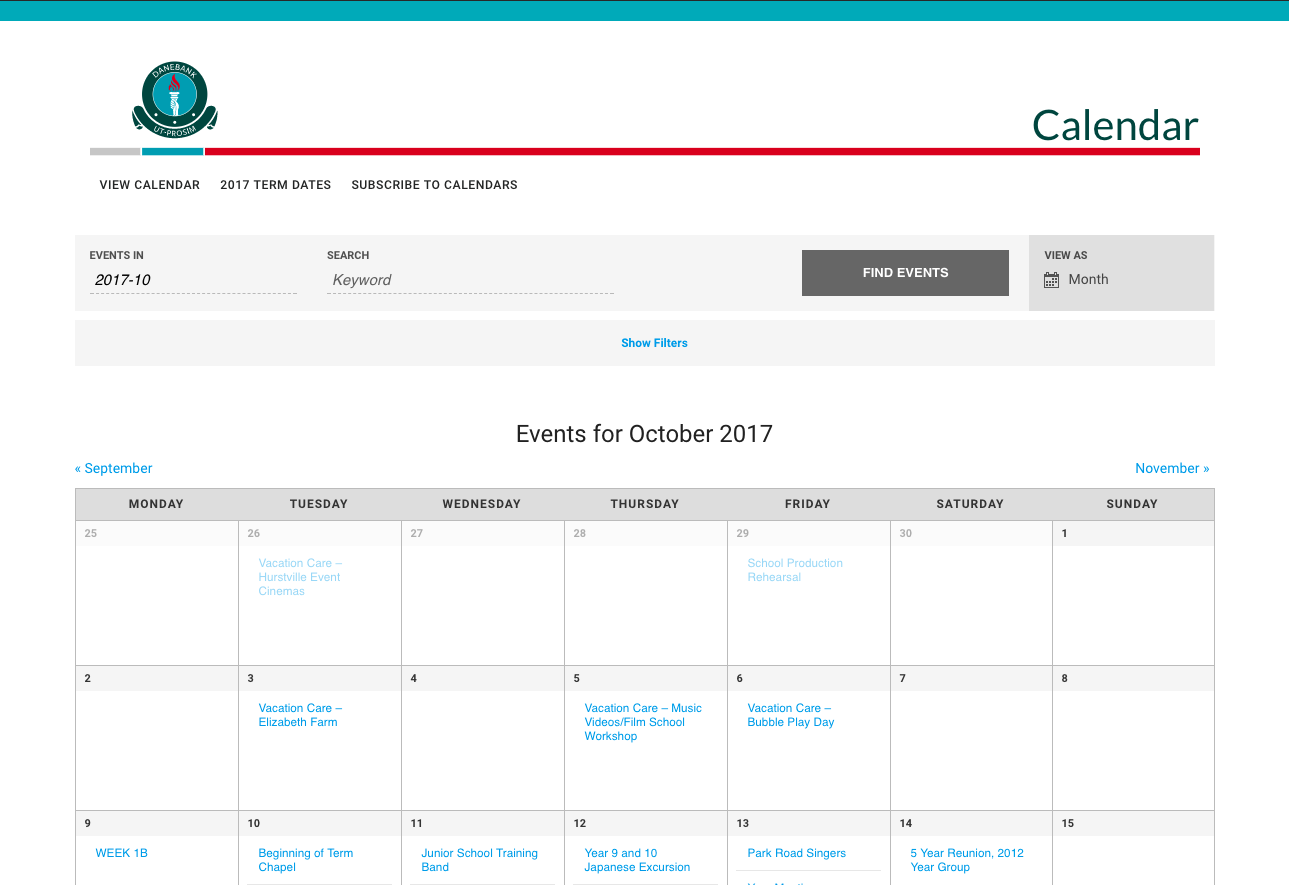 DANEBANK
UT-PROSIM
Calendar
VIEW CALENDAR 2017 TERM DATES SUBSCRIBE TO CALENDARS
EVENTS IN SEARCH VIEW AS
2017-10 Keyword FIND EVENTS Month
Show Filters
Events for October 2017
« September November »
MONDAY TUESDAY WEDNESDAY THURSDAY FRIDAY SATURDAY SUNDAY
25 26 27 28 29 30 1
Vacation Care –
Hurstville Event
Cinemas
School Production
Rehearsal
2 3 4 5 6 7 8
Vacation Care –
Elizabeth Farm
Vacation Care – Music
Videos/Film School
Workshop
Vacation Care –
Bubble Play Day
9 10 11 12 13 14 15
WEEK 1B
Beginning of Term
Chapel
Junior School Training
Band
Year 9 and 10
Japanese Excursion
Park Road Singers
5 Year Reunion, 2012
Year Group